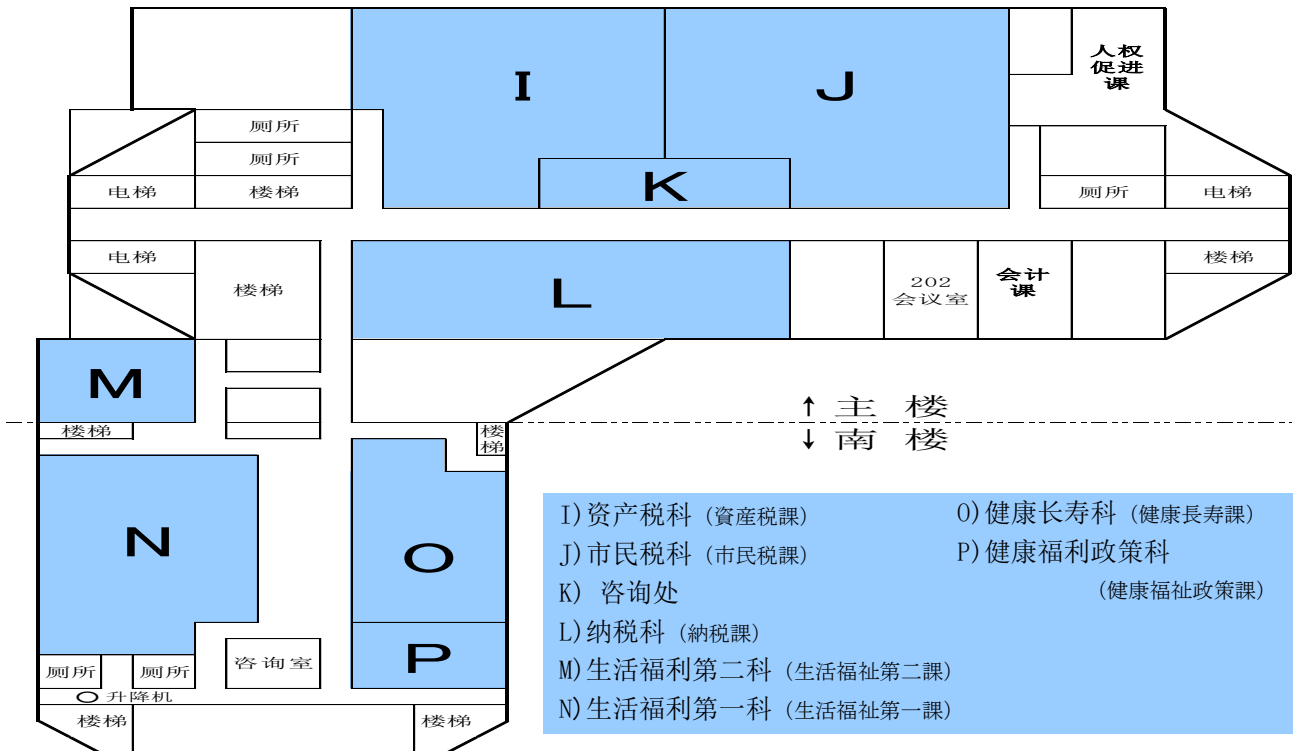 I
J
人权
促进
课
厕所
厕所
电梯
楼梯
K
厕所
电梯
电梯
楼梯
L
202
会议室
会计
课
楼梯
M
↑ 主 楼
楼梯
楼
梯
↓ 南 楼
N
O
P
厕所
厕所
咨询室
○ 升降机
楼梯
楼梯
I)资产税科（資産税課）
J)市民税科（市民税課）
K) 咨询处
L)纳税科（納税課）
M)生活福利第二科（生活福祉第二課）
N)生活福利第一科（生活福祉第一課）
O)健康长寿科（健康長寿課）
P)健康福利政策科
（健康福祉政策課）